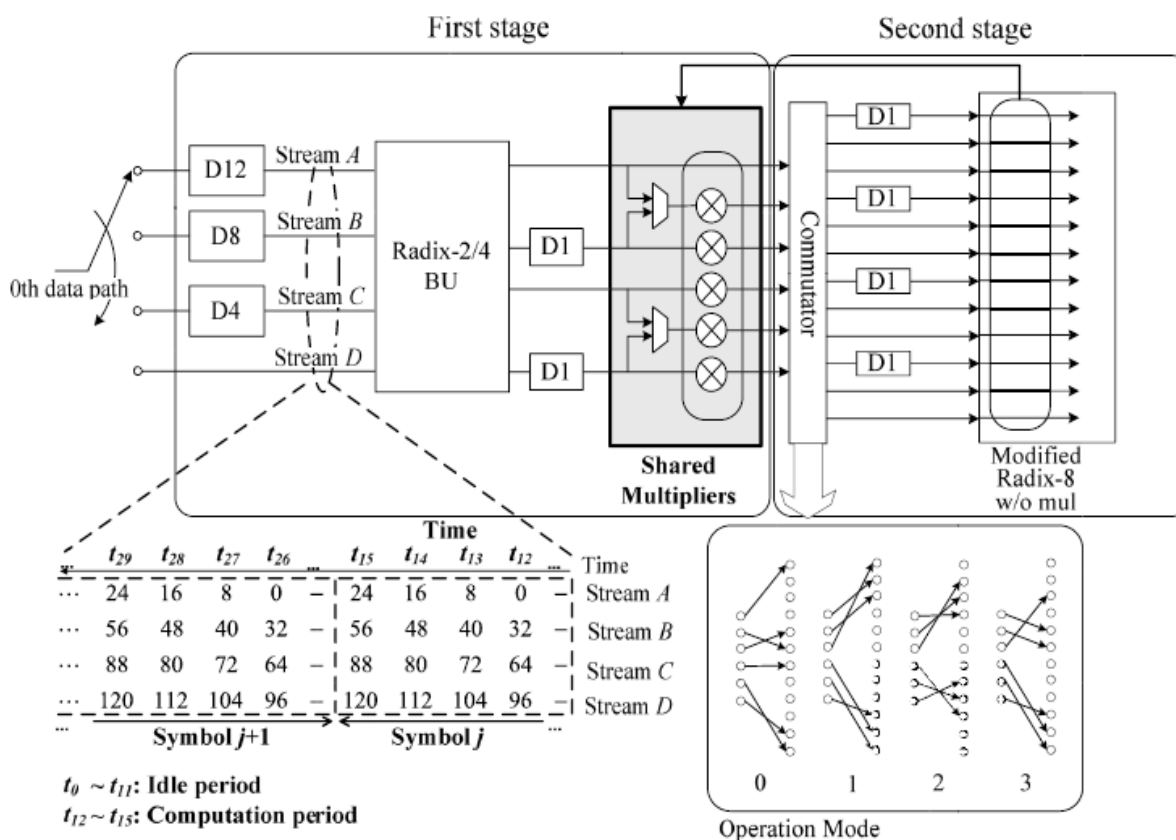 First stage
Second stage
D12
Stream A
D8
Stream B
0th data path
D4
Stream C
Stream D
Radix-2/4
BU
D1
D1
Shared
Multipliers
Commutator
D1
D1
D1
D1
Modified
Radix-8
w/o mul
Time
... t29 t28 t27 t26 ... t15 t14 t13 t12 ... Time
... 24 16 8 0 – 24 16 8 0 – Stream A
... 56 48 40 32 – 56 48 40 32 – Stream B
... 88 80 72 64 – 88 80 72 64 – Stream C
... 120 112 104 96 – 120 112 104 96 – Stream D
... Symbol j+1 Symbol j ...
t0 ~ t11: Idle period
t12 ~ t15: Computation period
0 1 2 3
Operation Mode